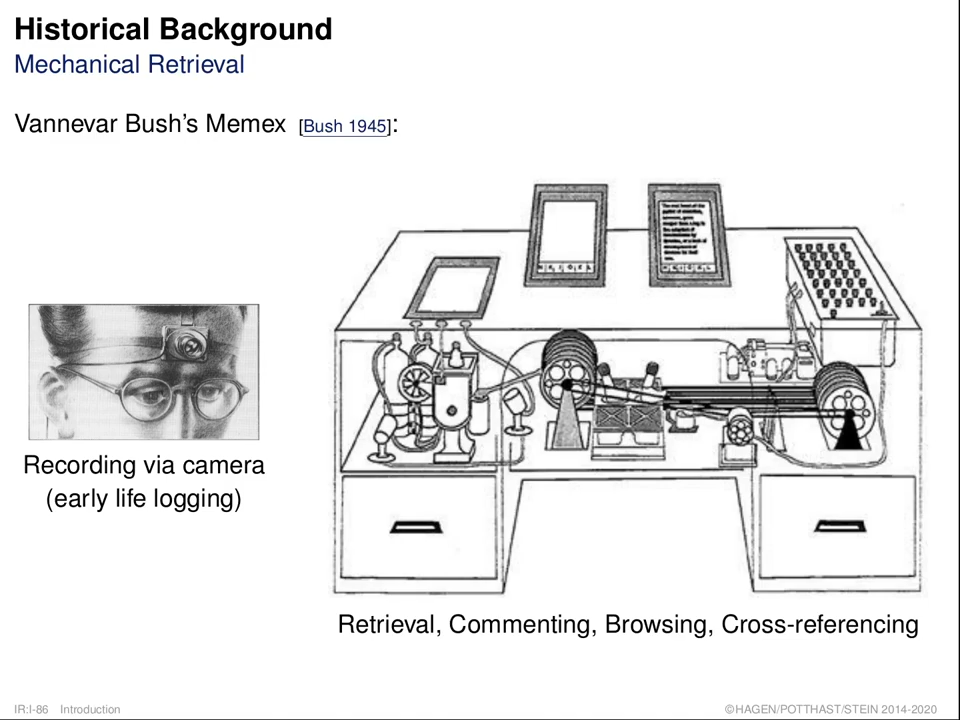 Historical Background
Mechanical Retrieval
Vannevar Bush's Memex [Bush 1945]:
Recording via camera
(early life logging)
Retrieval, Commenting, Browsing, Cross-referencing
IR:I-86 Introduction
©HAGEN/POTTHAST/STEIN 2014-2020